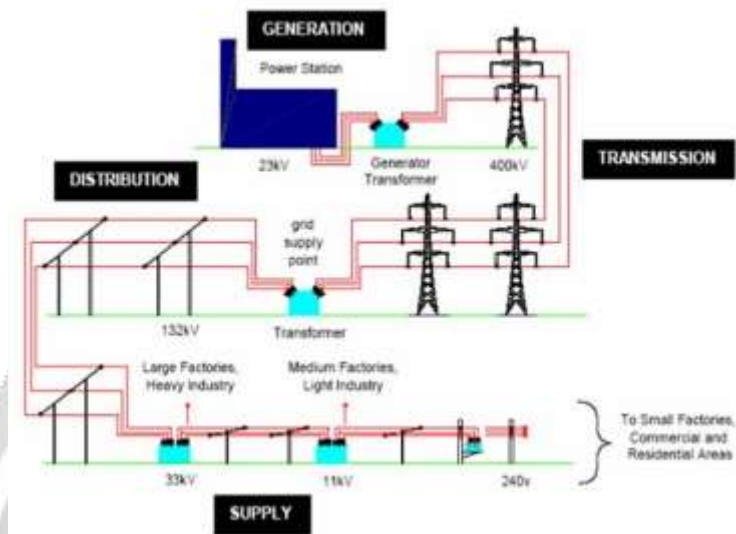 GENERATION
Power Station
23kV
Generator
Transformer
400kV
TRANSMISSION
DISTRIBUTION
grid
supply
point
132kV
Transformer
Large Factories,
Heavy Industry
Medium Factories,
Light Industry
To Small Factories,
Commercial and
Residential Areas
33kV
11kV
240v
SUPPLY